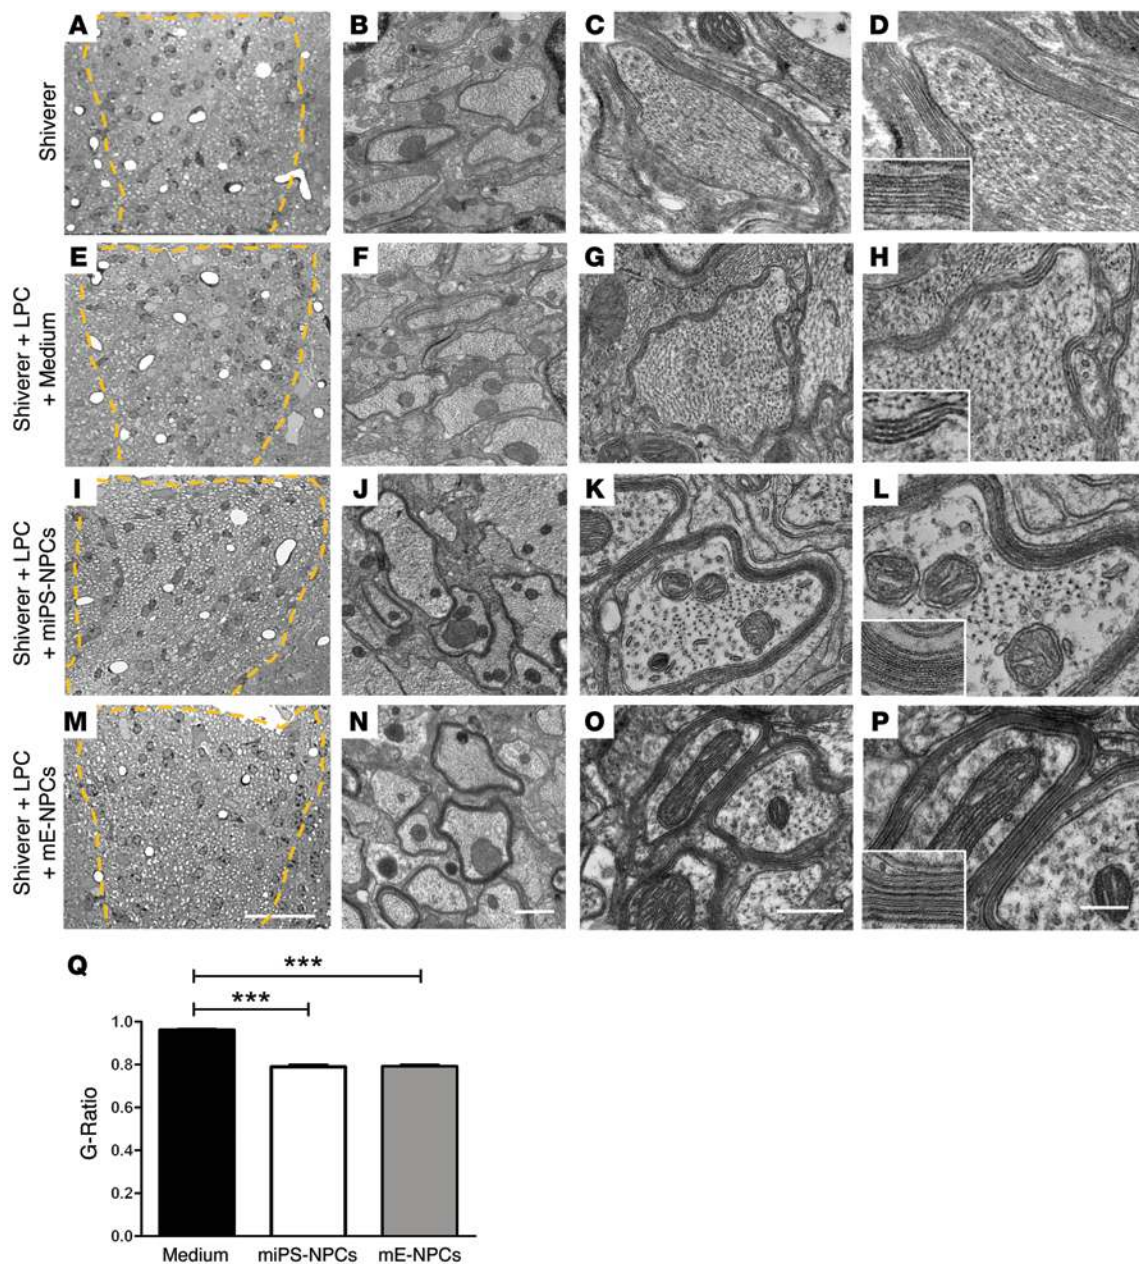 A
B
C
D
Shiverer
E
F
G
H
Shiverer + LPC
+ Medium
I
J
K
L
Shiverer + LPC
+ miPS-NPCs
M
N
O
P
Shiverer + LPC
+ mE-NPCs
Q
***
***
1.0
0.8
0.6
0.4
0.2
0.0
G-Ratio
Medium miPS-NPCs mE-NPCs